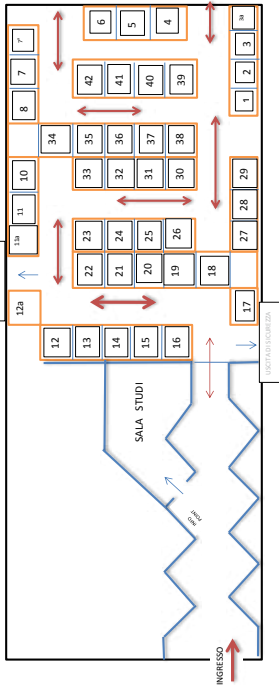 6 5 4 3a
7' 3
7 42 41 40 39 2
8 1
34 35 36 37 38
10 33 32 31 30 29
11 28
11a 23 24 25 26 27
22 21 20 19 18
12a 17
12 13 14 15 16
USCITA DI SICUREZZA
SALA STUDI
INFO
POINT
INGRESSO